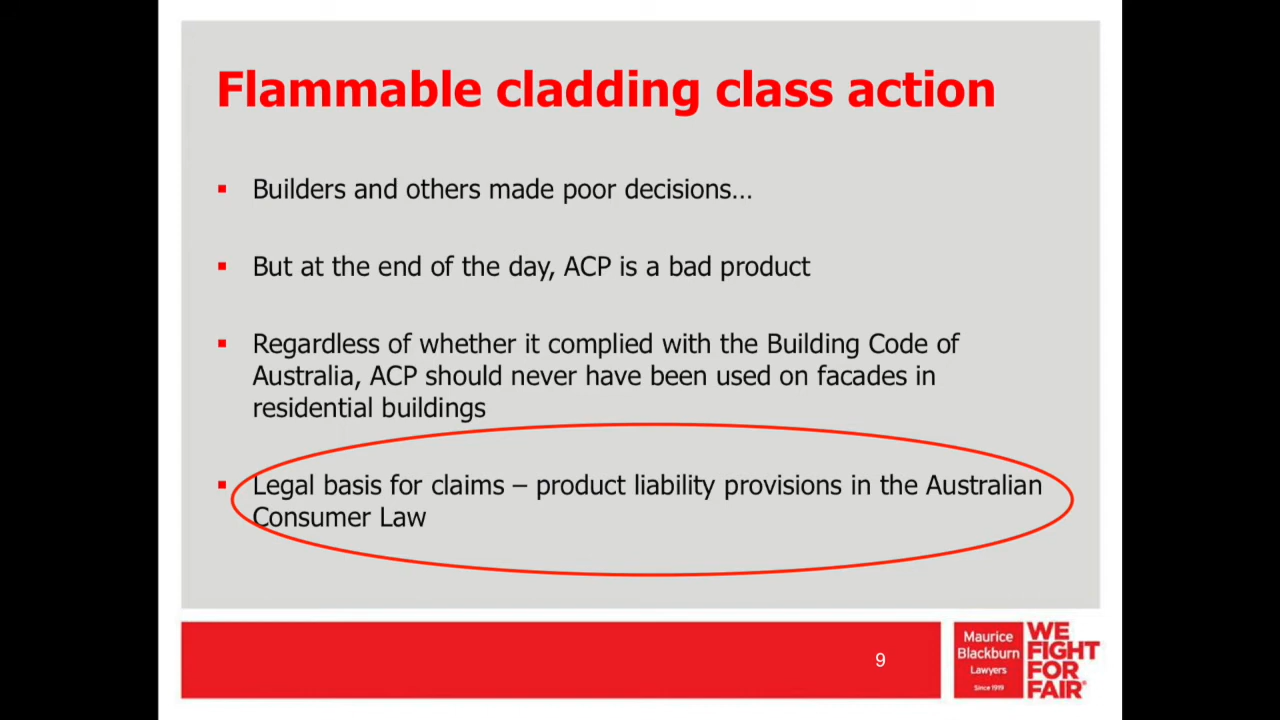 Flammable cladding class action
Builders and others made poor decisions...
But at the end of the day, ACP is a bad product
Regardless of whether it complied with the Building Code of
Australia, ACP should never have been used on facades in
residential buildings
Legal basis for claims – product liability provisions in the Australian
Consumer Law
9
Maurice
Blackburn
Lawyers
Since 1919
WE
FIGHT
FOR
FAIR